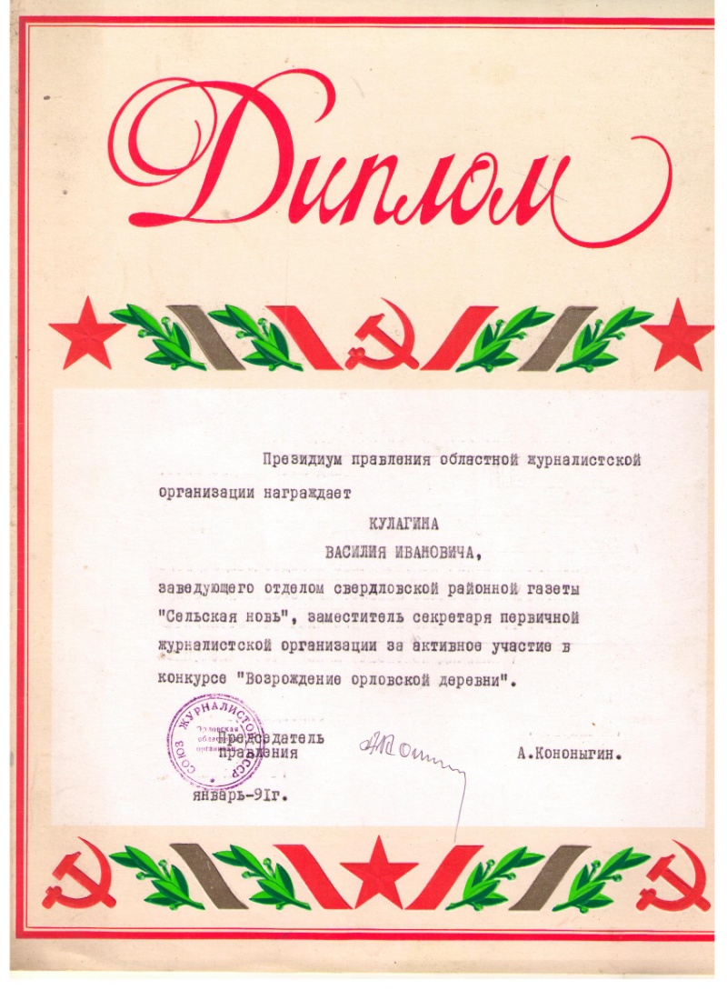 Диплом
Президиум правления областной журналистской
организации награждает
КУЛАГИНА
ВАСИЛИЯ ИВАНОВИЧА,
заведующего отделом свердловской районной газеты
"Сельская новь", заместитель секретаря первичной
журналистской организации за активное участие в
конкурсе "Возрождение орловской деревни".
СОЮЗ ЖУРНАЛИСТОВ СССР
Орловская
Председатель
правления
А.Кононыгин.
январь-91г.